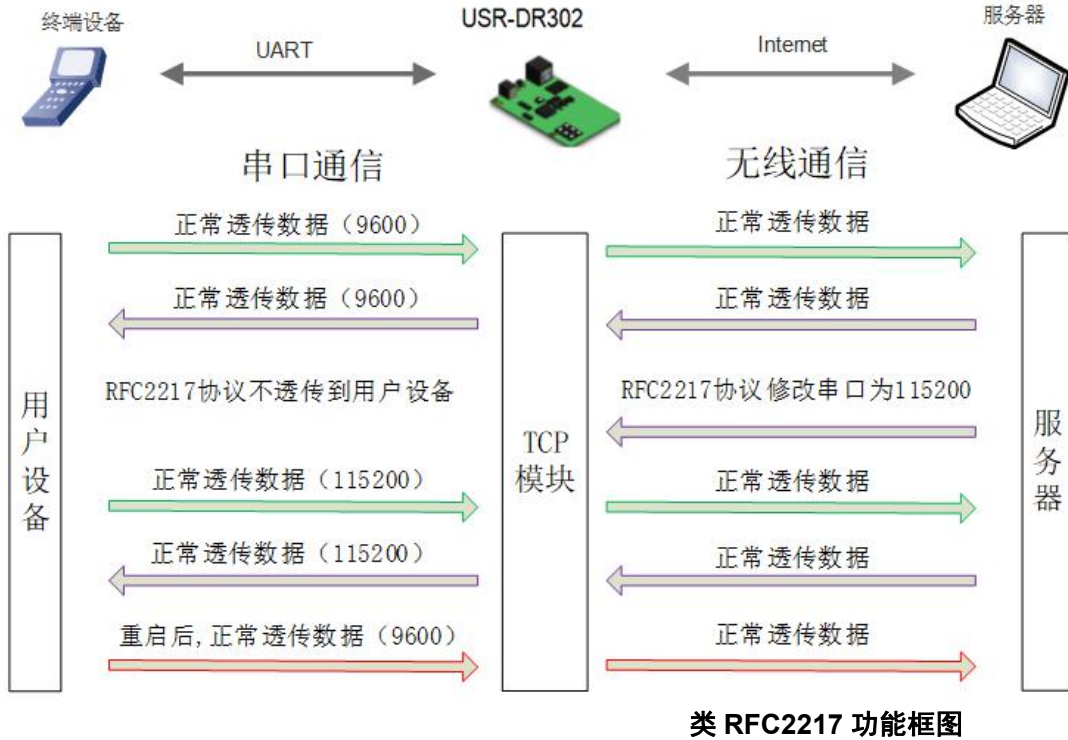 终端设备
USR-DR302
服务器
UART
Internet
串口通信
无线通信
正常透传数据（9600）
正常透传数据
正常透传数据（9600）
正常透传数据
RFC2217协议不透传到用户设备
RFC2217协议修改串口为115200
用户设备
TCP
模块
服务器
正常透传数据（115200）
正常透传数据
正常透传数据（115200）
正常透传数据
重启后,正常透传数据（9600）
正常透传数据
类 RFC2217 功能框图